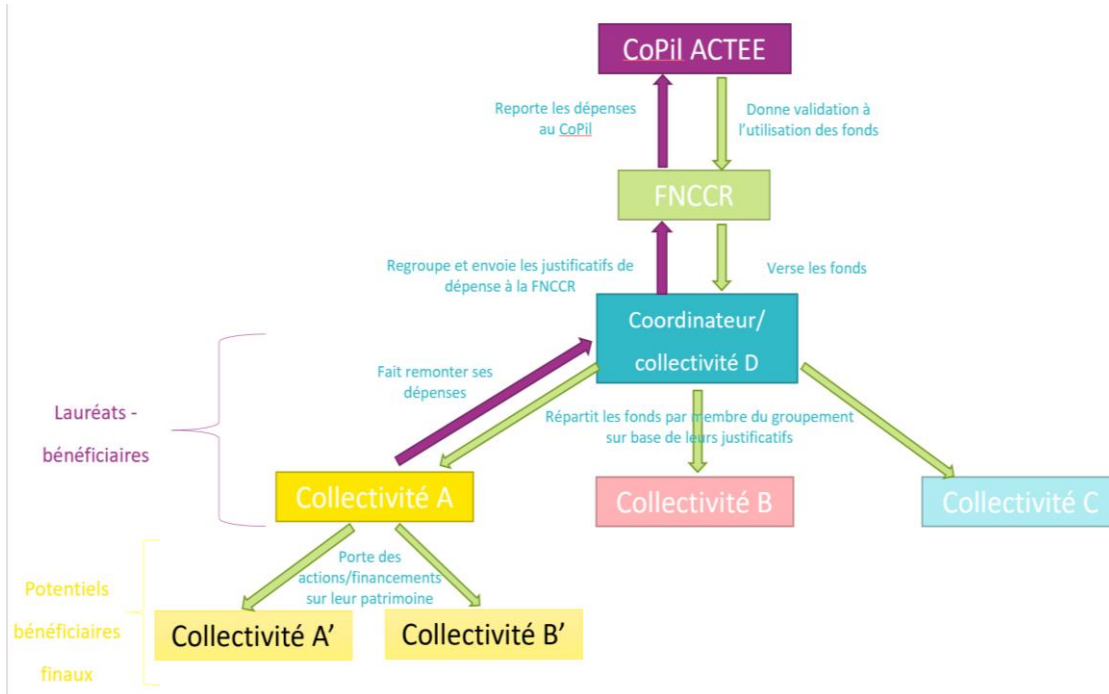 CoPil ACTEE
Reporte les dépenses
au CoPil
Donne validation à
l'utilisation des fonds
FNCCR
Regroupe et envoie les justificatifs de
dépense à la FNCCR
Verse les fonds
Coordinateur/
collectivité D
Fait remonter ses
dépenses
Lauréats -
bénéficiaires
Répartit les fonds par membre du groupement
sur base de leurs justificatifs
Collectivité A
Collectivité B
Collectivité C
Porte des
actions/financements
sur leur patrimoine
Potentiels
bénéficiaires
finaux
Collectivité A’
Collectivité B’